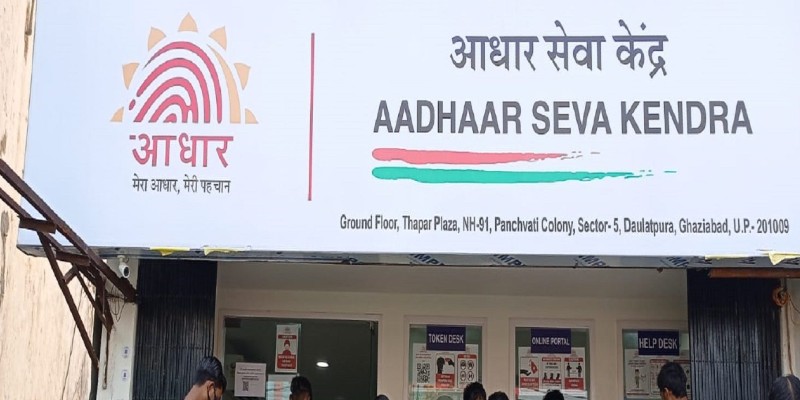 आधार
मेरा आधार, मेरी पहचान
आधार सेवा केंद्र
AADHAAR SEVA KENDRA
Ground Floor, Thapar Plaza, NH-91, Panchvati Colony, Sector- 5, Daulatpura, Ghaziabad, U.P.- 201009
TOKEN DESK
ONLINE PORTAL
HELP DESK